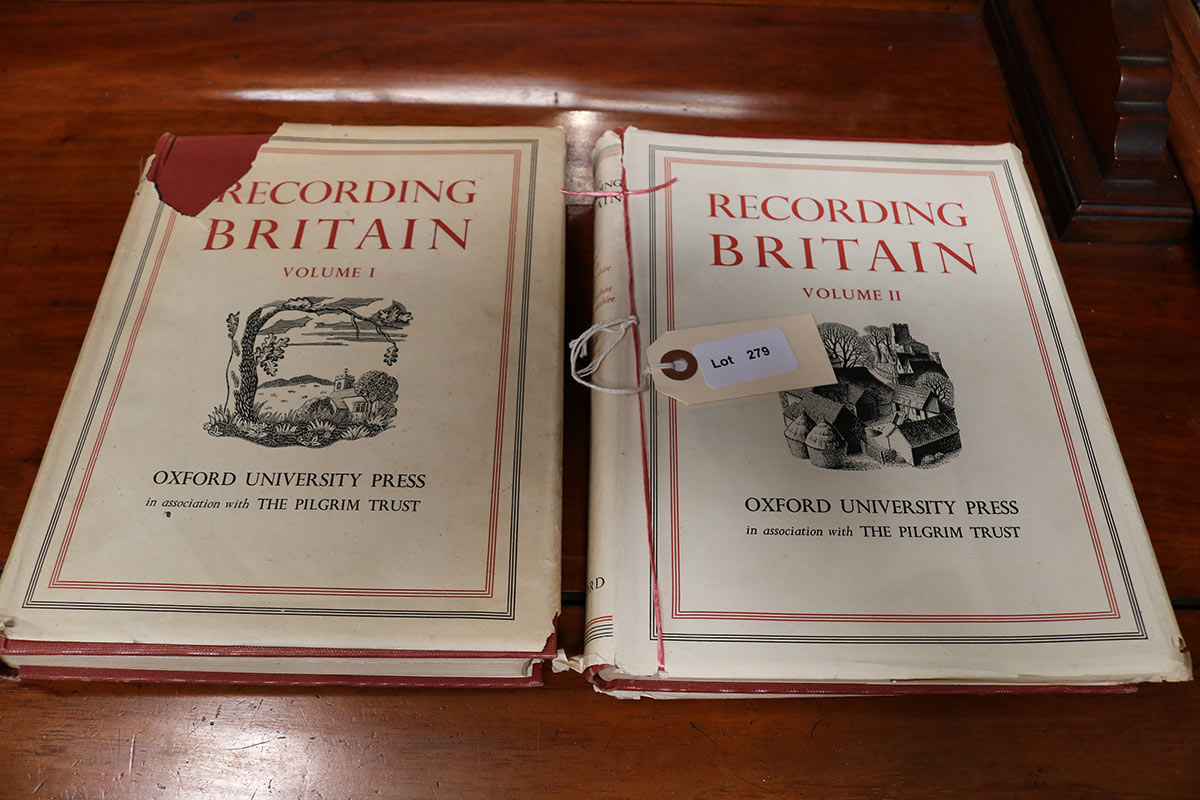 RECORDING
BRITAIN
VOLUME I
OXFORD UNIVERSITY PRESS
in association with THE PILGRIM TRUST
RECORDING
BRITAIN
VOLUME II
Lot 279
OXFORD UNIVERSITY PRESS
in association with THE PILGRIM TRUST